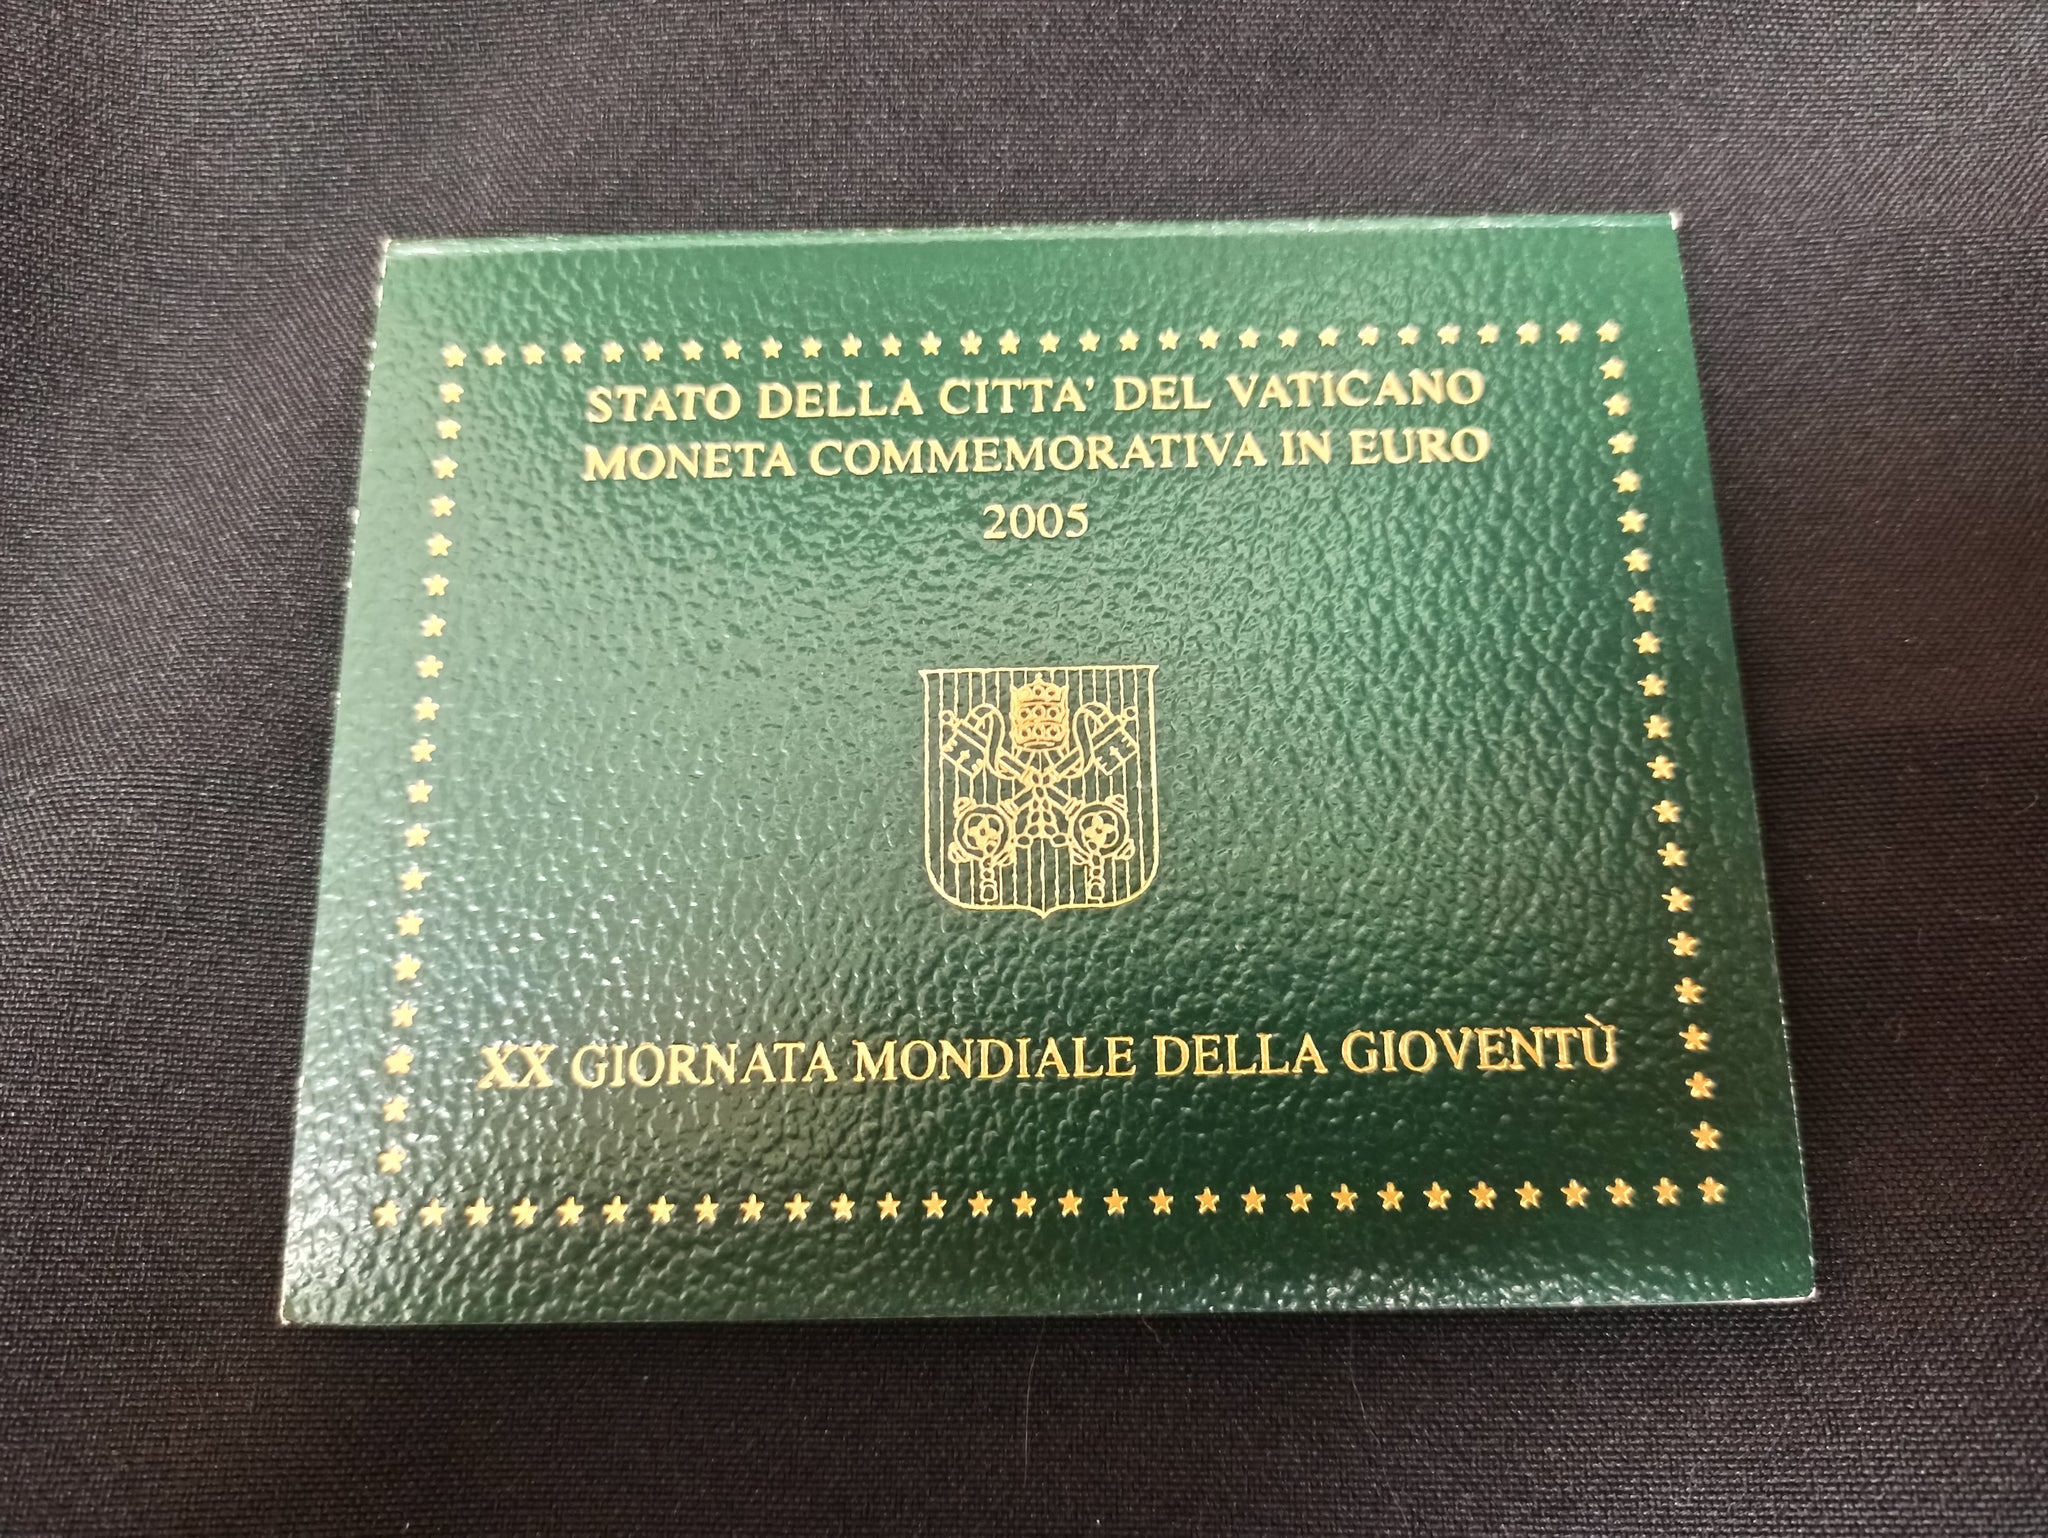 STATO DELLA CITTA' DEL VATICANO
MONETA COMMEMORATIVA IN EURO
2005
XX GIORNATA MONDIALE DELLA GIOVENTÙ